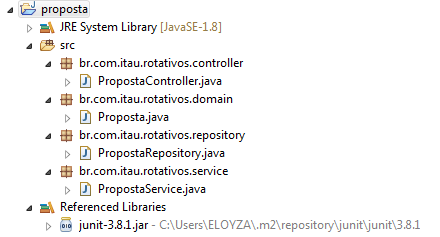 proposta
JRE System Library [JavaSE-1.8]
src
br.com.itau.rotativos.controller
PropostaController.java
br.com.itau.rotativos.domain
Proposta.java
br.com.itau.rotativos.repository
PropostaRepository.java
br.com.itau.rotativos.service
PropostaService.java
Referenced Libraries
junit-3.8.1.jar - C:\Users\ELOYZA\.m2\repository\junit\junit\3.8.1